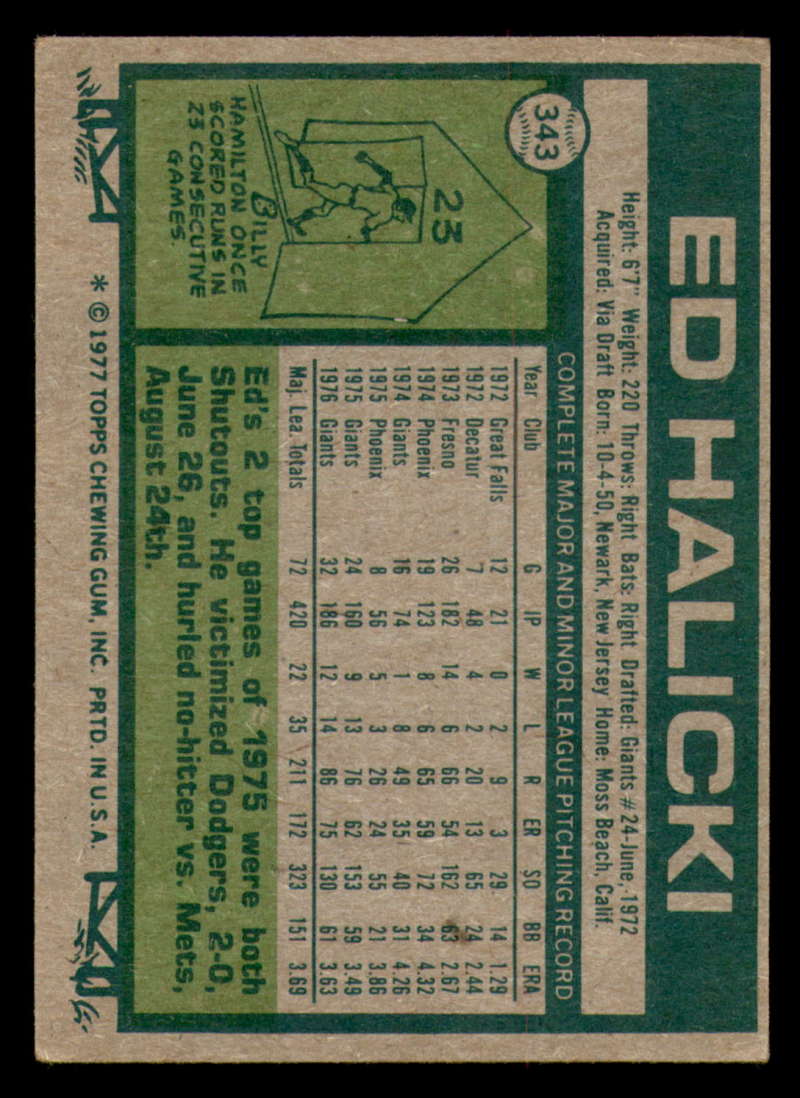 343
ED HALICKI
Height: 6'7" Weight: 220 Throws: Right Bats: Right Drafted: Giants #24-June, 1972
Acquired: Via Draft Born: 10-4-50, Newark, New Jersey Home: Moss Beach, Calif.
COMPLETE MAJOR AND MINOR LEAGUE PITCHING RECORD
Year Club G IP W L R ER SO BB ERA
1972 Great Falls 12 21 0 2 9 3 29 14 1.29
1972 Decatur 7 48 4 2 20 13 65 24 2.44
1973 Fresno 26 182 14 6 66 54 162 63 2.67
1974 Phoenix 19 123 8 6 65 59 72 34 4.32
1974 Giants 16 74 1 8 49 35 40 31 4.26
1975 Phoenix 8 56 5 3 26 24 55 21 3.86
1975 Giants 24 160 9 13 76 62 153 59 3.49
1976 Giants 32 186 12 14 86 75 130 61 3.63
Maj. Lea Totals 72 420 22 35 211 172 323 151 3.69
23
BILLY
HAMILTON ONCE
SCORED RUNS IN
23 CONSECUTIVE
GAMES
Ed's 2 top games of 1975 were both
Shutouts. He victimized Dodgers, 2-0,
June 26, and hurled no-hitter vs. Mets,
August 24th.
* © 1977 TOPPS CHEWING GUM, INC. PRTD. IN U.S.A.